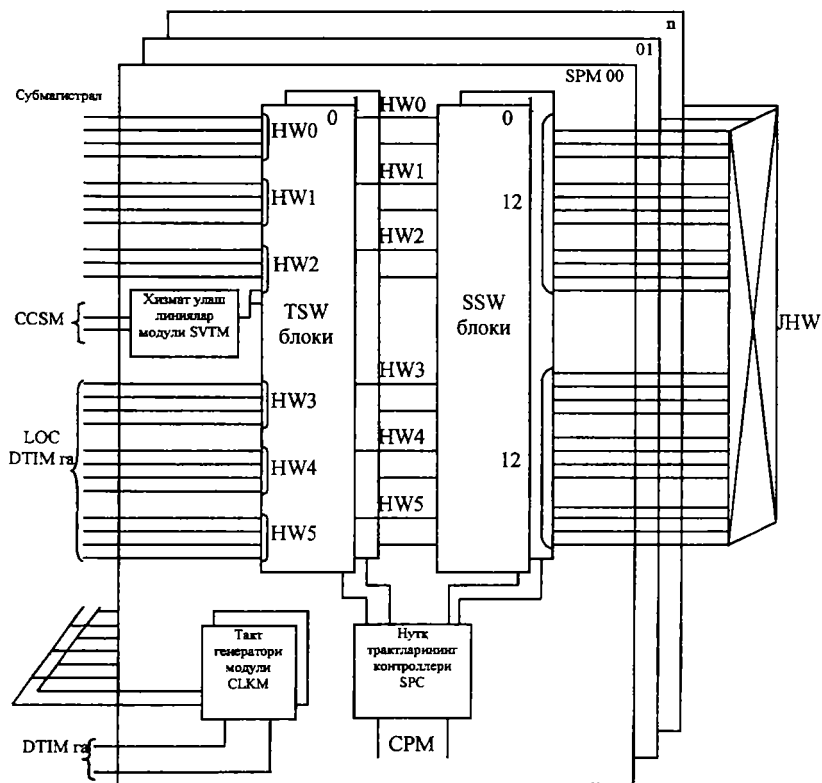 n
01
SPM 00
Субмагистрал
HW0
0
1
HW0
0
HW1
HW1
12
HW2
HW2
CCSM
Хизмат улаш
линиялар
модули SVTM
TSW
блоки
SSW
блоки
JHW
HW3
HW3
LOC
DTIM га
HW4
HW4
12
HW5
HW5
Такт
генератори
модули
CLKM
Нутқ
трактларининг
контроллери
SPC
DTIM га
CPM